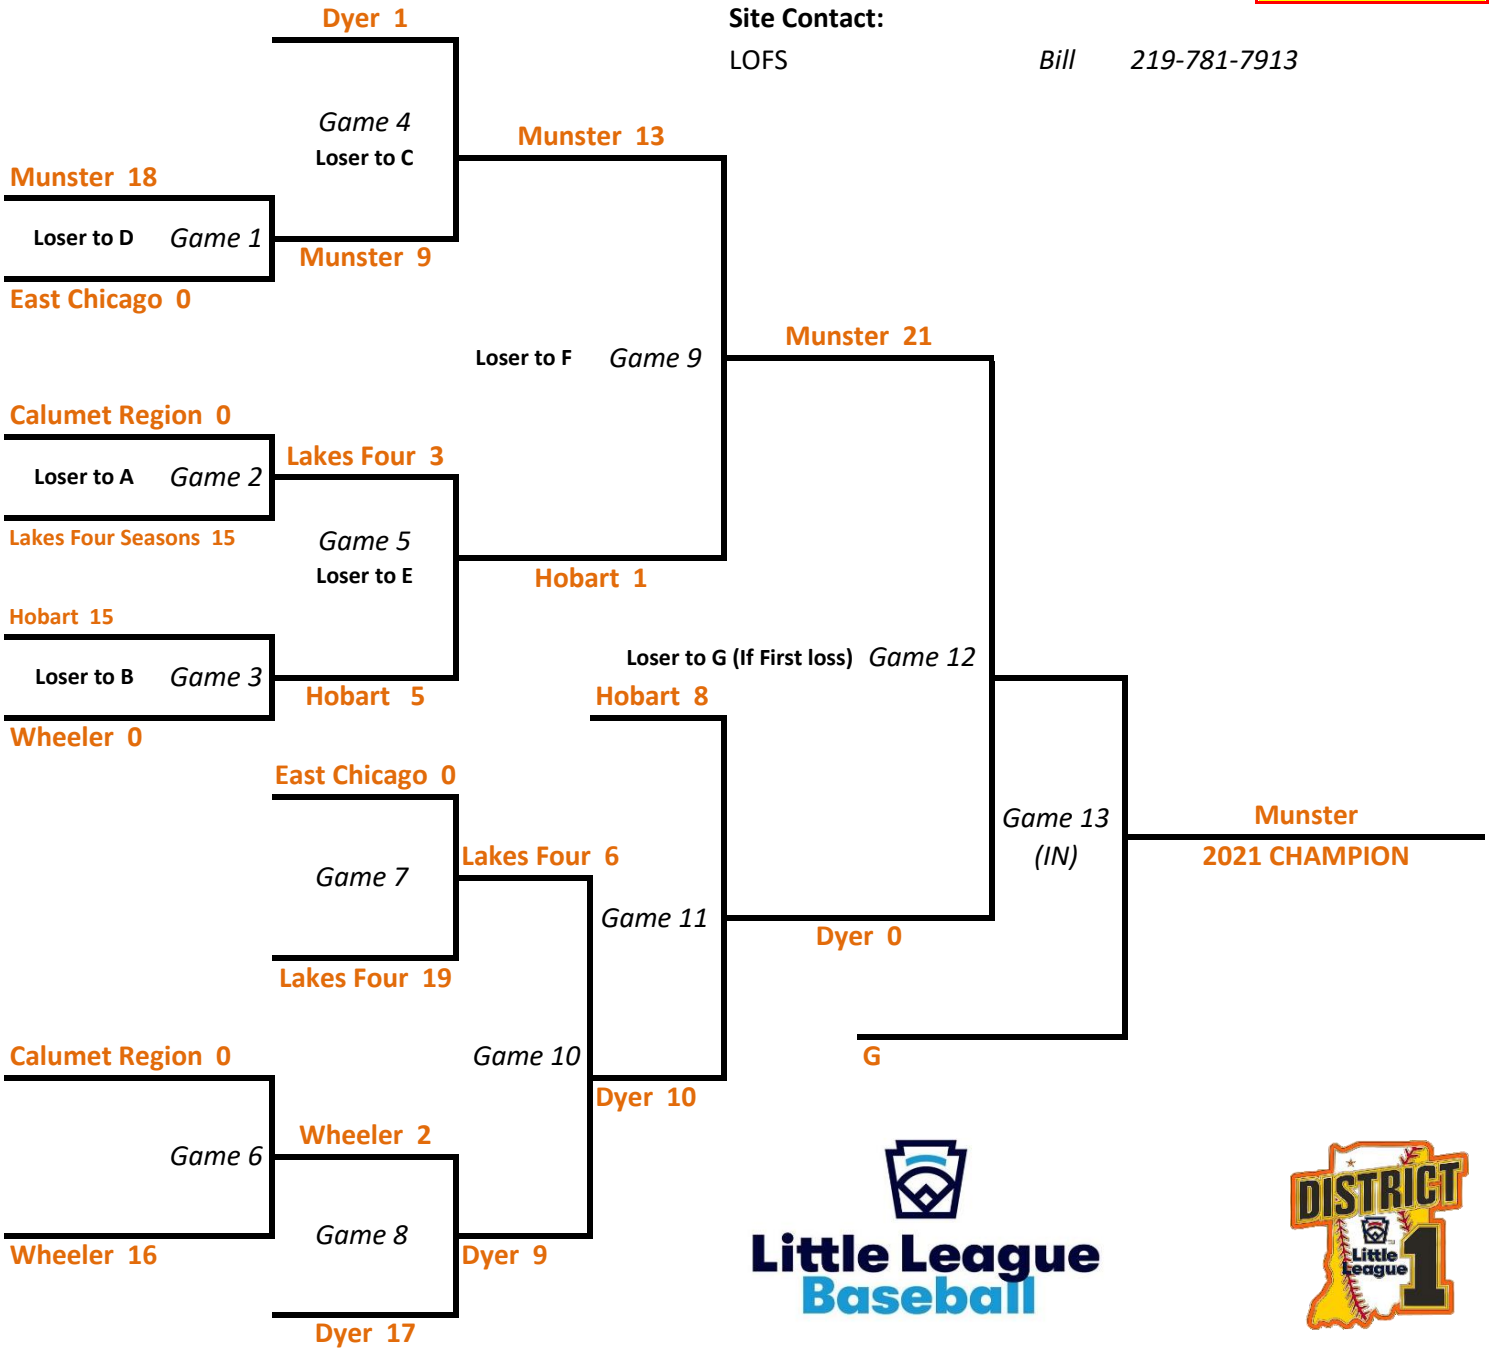 Dyer  1
Site Contact:
LOFS Bill 219-781-7913
Game 4
Loser to C
Munster  13
Munster  18
Loser to D Game 1
Munster  9
East Chicago  0
Munster  21
Loser to F Game 9
Calumet Region  0
Lakes Four  3
Loser to A Game 2
Lakes Four Seasons  15
Game 5
Loser to E
Hobart  1
Hobart  15
Loser to G (If First loss) Game 12
Loser to B Game 3
Hobart   5
Hobart  8
Wheeler  0
East Chicago  0
Game 13
(IN)
Munster
2021 CHAMPION
Lakes Four  6
Game 7
Game 11
Dyer  0
Lakes Four  19
Calumet Region  0
Game 10
G
Dyer  10
Wheeler  2
Game 6
Game 8
Wheeler  16
Dyer  9
Dyer  17
Little League
Baseball
DISTRICT
Little
League
1